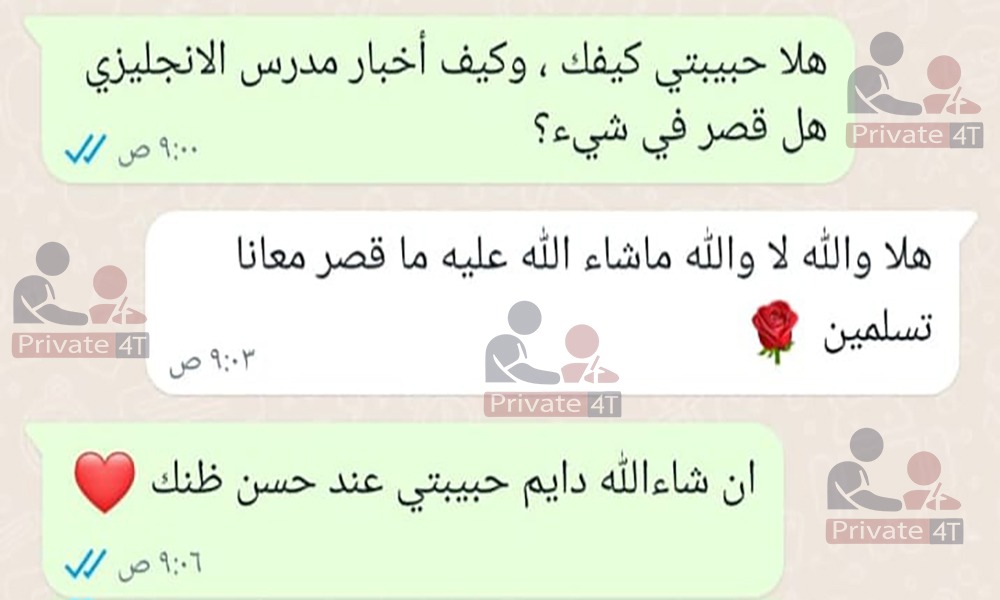 هلا حبيبتي كيفك ، وكيف أخبار مدرس الانجليزي
هل قصر في شيء؟
٩:٠٠ ص
Private 4T
هلا والله لا والله ماشاء الله عليه ما قصر معانا
تسلمين 🌹
٩:٠٣ ص
Private 4T
Private 4T
ان شاءالله دايم حبيبتي عند حسن ظنك ❤️
٩:٠٦ ص
Private 4T